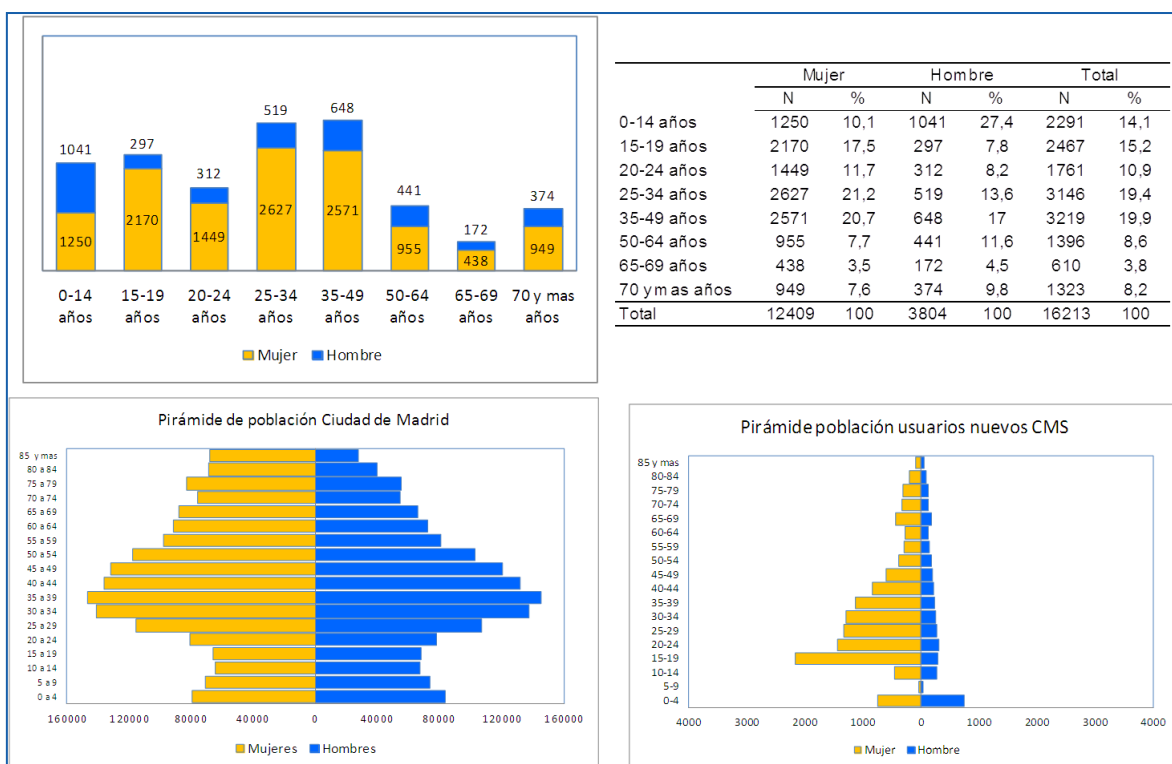 1041 297 312 519 648 441 172 374
1250 2170 1449 2627 2571 955 438 949
0-14 años 15-19 años 20-24 años 25-34 años 35-49 años 50-64 años 65-69 años 70 y mas años
Mujer Hombre
Mujer Hombre Total
N % N % N %
0-14 años 1250 10,1 1041 27,4 2291 14,1
15-19 años 2170 17,5 297 7,8 2467 15,2
20-24 años 1449 11,7 312 8,2 1761 10,9
25-34 años 2627 21,2 519 13,6 3146 19,4
35-49 años 2571 20,7 648 17 3219 19,9
50-64 años 955 7,7 441 11,6 1396 8,6
65-69 años 438 3,5 172 4,5 610 3,8
70 y mas años 949 7,6 374 9,8 1323 8,2
Total 12409 100 3804 100 16213 100
Pirámide de población Ciudad de Madrid
85 y mas
80 a 84
75 a 79
70 a 74
65 a 69
60 a 64
55 a 59
50 a 54
45 a 49
40 a 44
35 a 39
30 a 34
25 a 29
20 a 24
15 a 19
10 a 14
5 a 9
0 a 4
160000 120000 80000 40000 0 40000 80000 120000 160000
Mujeres Hombres
Pirámide población usuarios nuevos CMS
85 y mas
80-84
75-79
70-74
65-69
60-64
55-59
50-54
45-49
40-44
35-39
30-34
25-29
20-24
15-19
10-14
5-9
0-4
4000 3000 2000 1000 0 1000 2000 3000 4000
Mujer Hombre